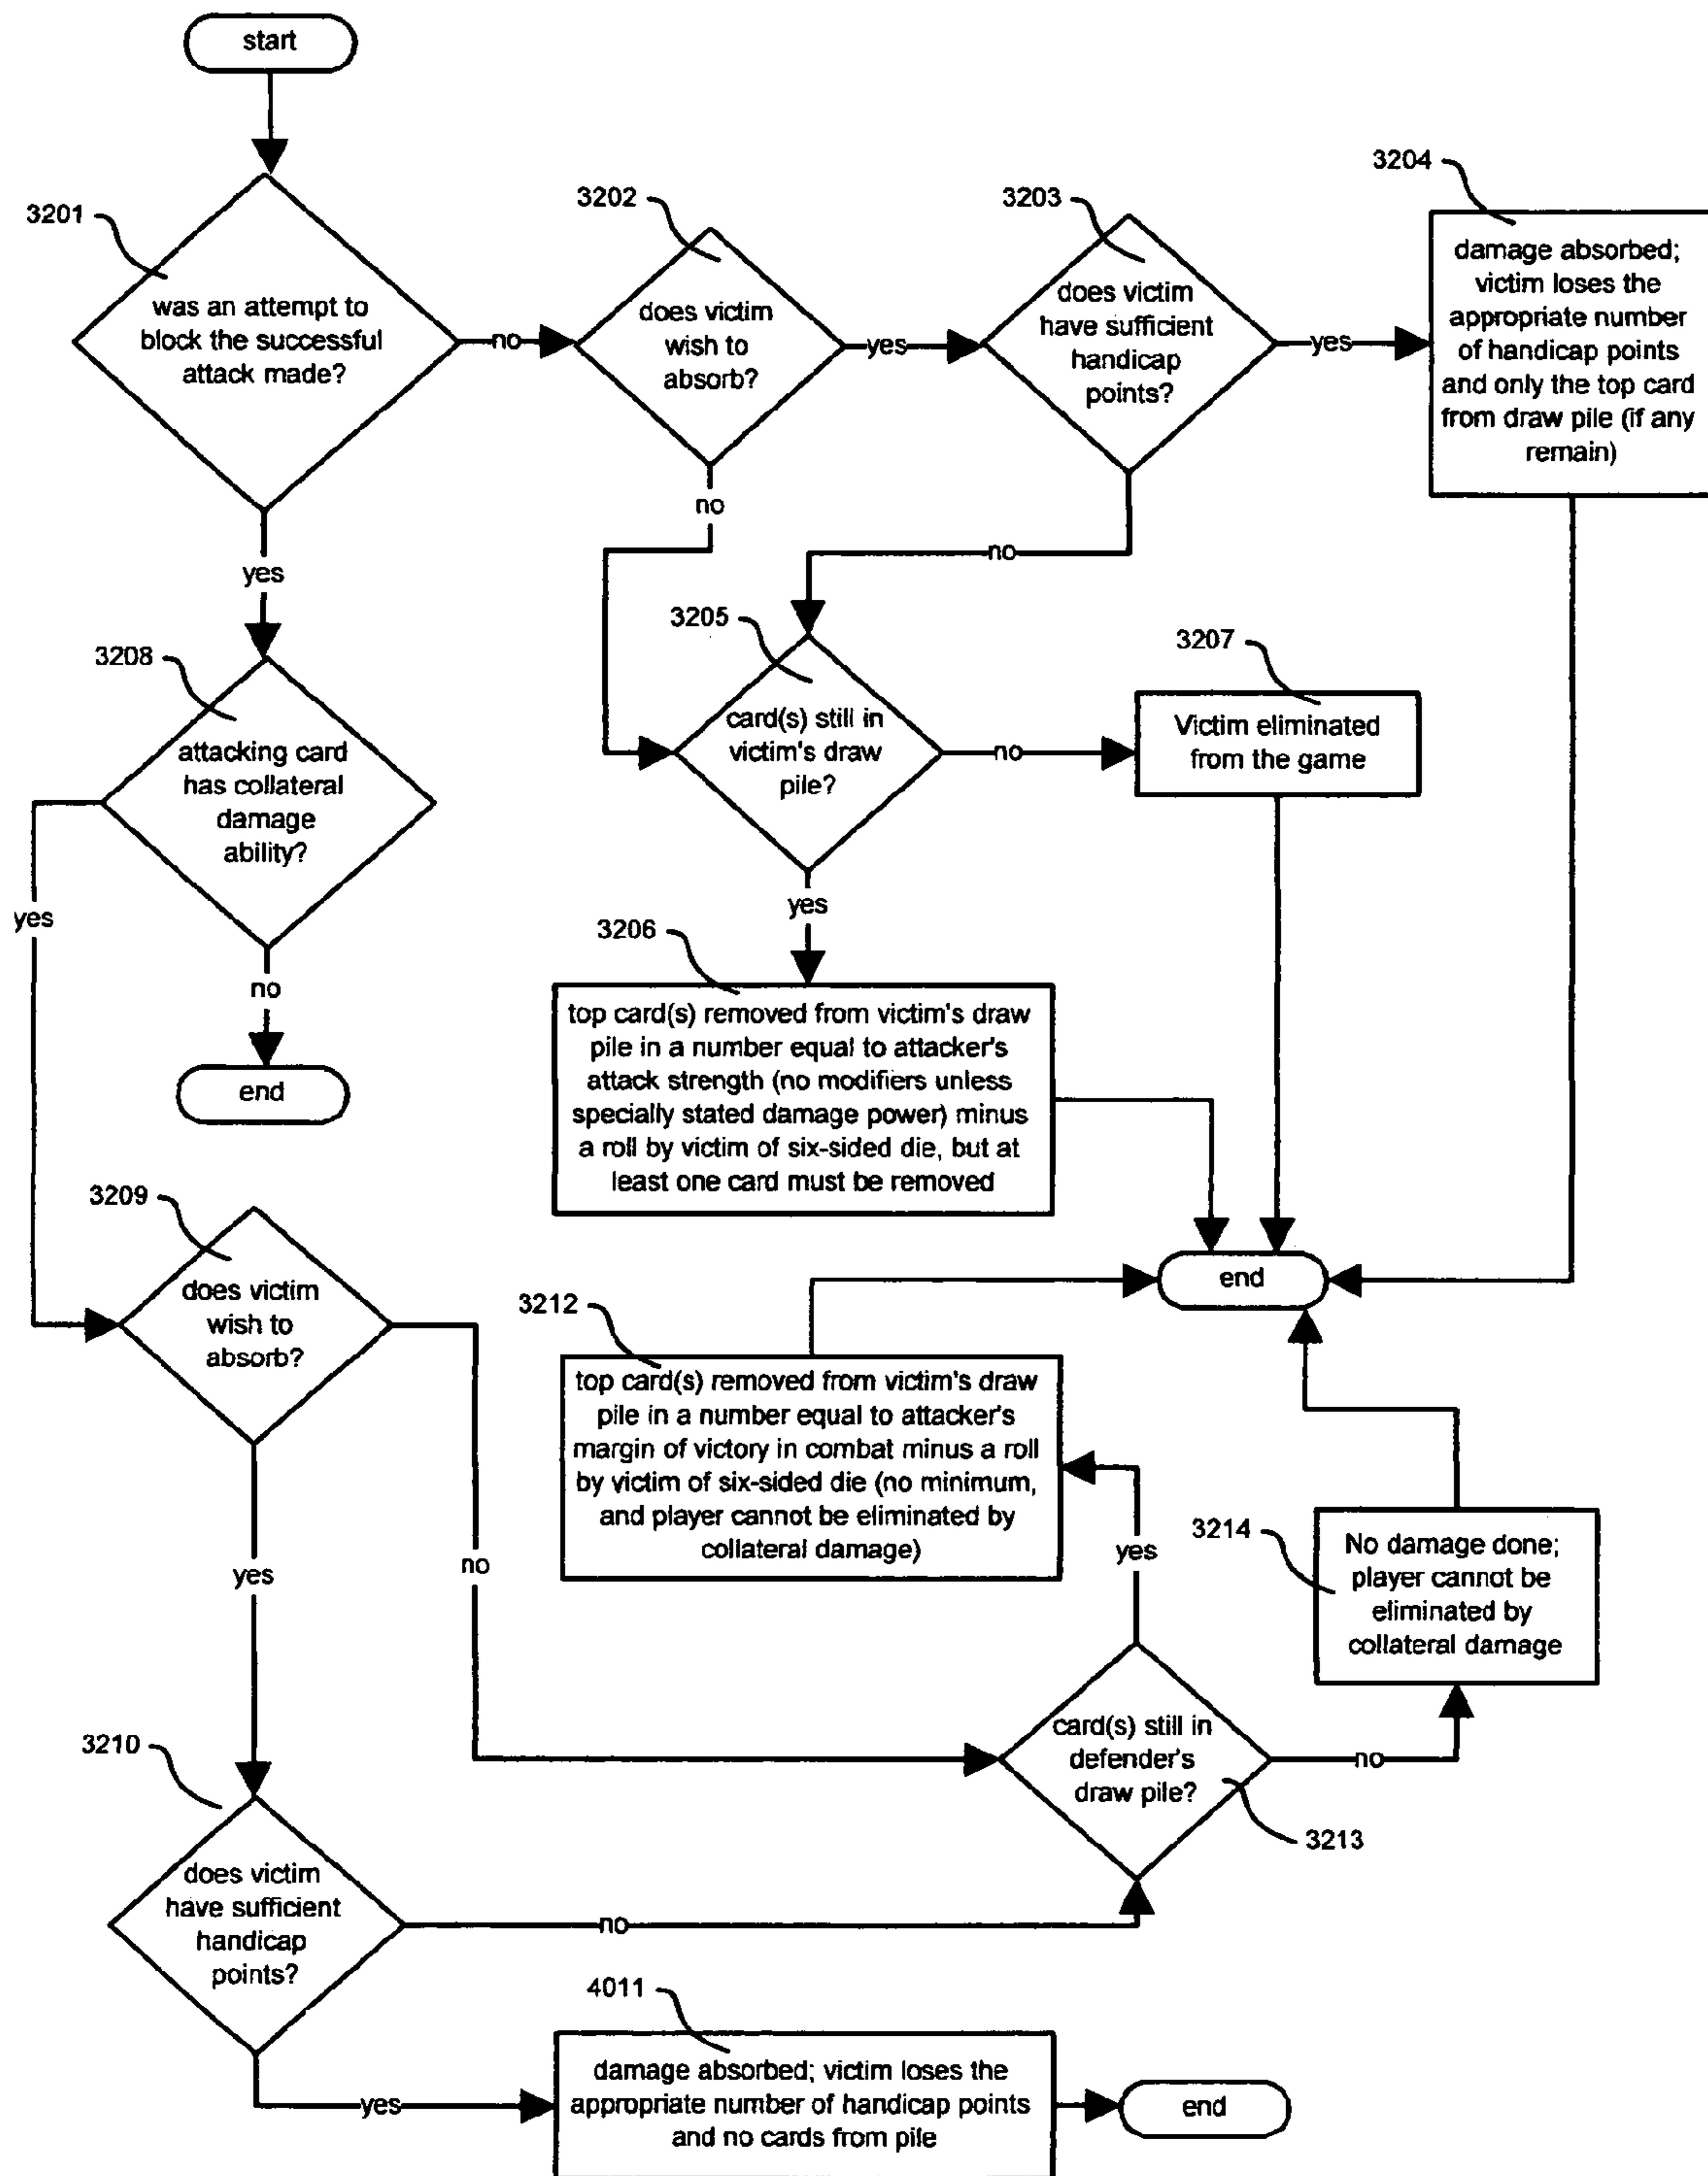 start
3201
was an attempt to
block the successful
attack made?
no
3202
does victim
wish to
absorb?
yes
3203
does victim
have sufficient
handicap
points?
yes
3204
damage absorbed;
victim loses the
appropriate number
of handicap points
and only the top card
from draw pile (if any
remain)
no
no
yes
3205
card(s) still in
victim's draw
pile?
no
3207
Victim eliminated
from the game
3208
attacking card
has collateral
damage
ability?
yes
no
end
yes
3206
top card(s) removed from victim's draw
pile in a number equal to attacker's
attack strength (no modifiers unless
specially stated damage power) minus
a roll by victim of six-sided die, but at
least one card must be removed
end
3209
does victim
wish to
absorb?
yes
no
3212
top card(s) removed from victim's draw
pile in a number equal to attacker's
margin of victory in combat minus a roll
by victim of six-sided die (no minimum,
and player cannot be eliminated by
collateral damage)
yes
3214
No damage done;
player cannot be
eliminated by
collateral damage
card(s) still in
defender's
draw pile?
no
3213
3210
does victim
have sufficient
handicap
points?
no
yes
4011
damage absorbed; victim loses the
appropriate number of handicap points
and no cards from pile
end